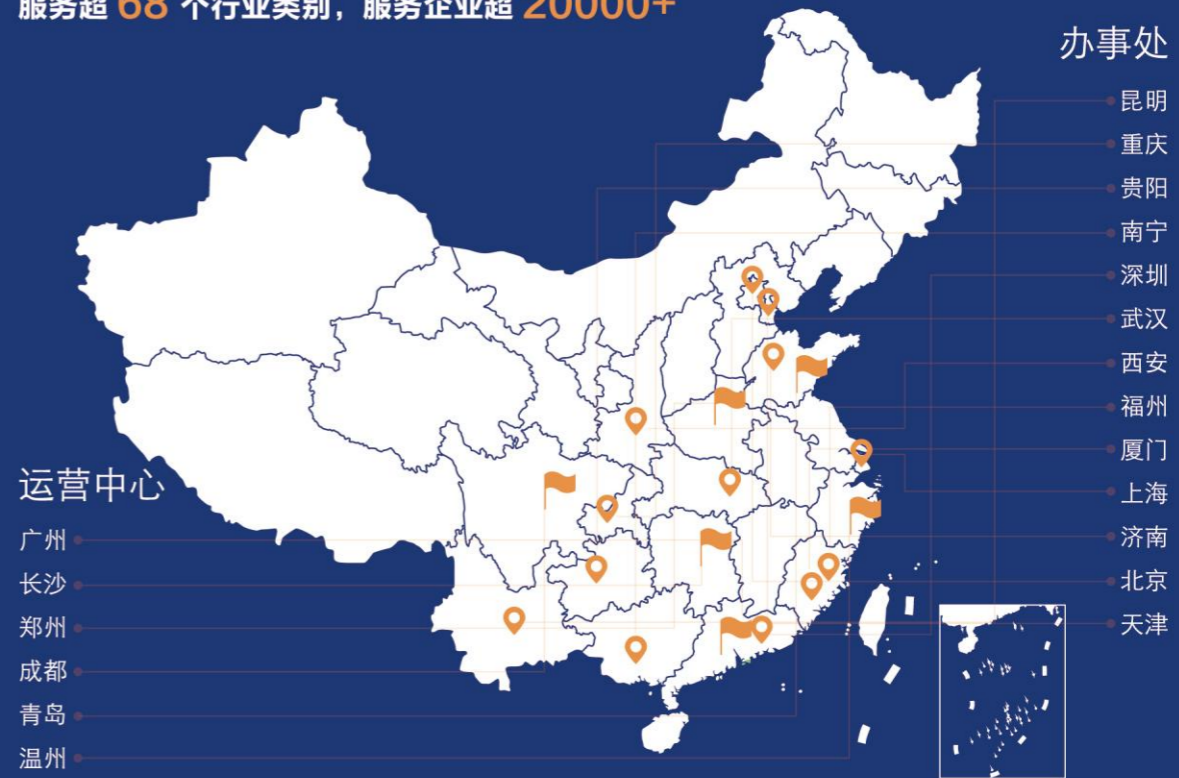 服务超 68 个行业类别，服务企业超 20000+
办事处
昆明
重庆
贵阳
南宁
深圳
武汉
西安
福州
厦门
上海
济南
北京
天津
运营中心
广州
长沙
郑州
成都
青岛
温州